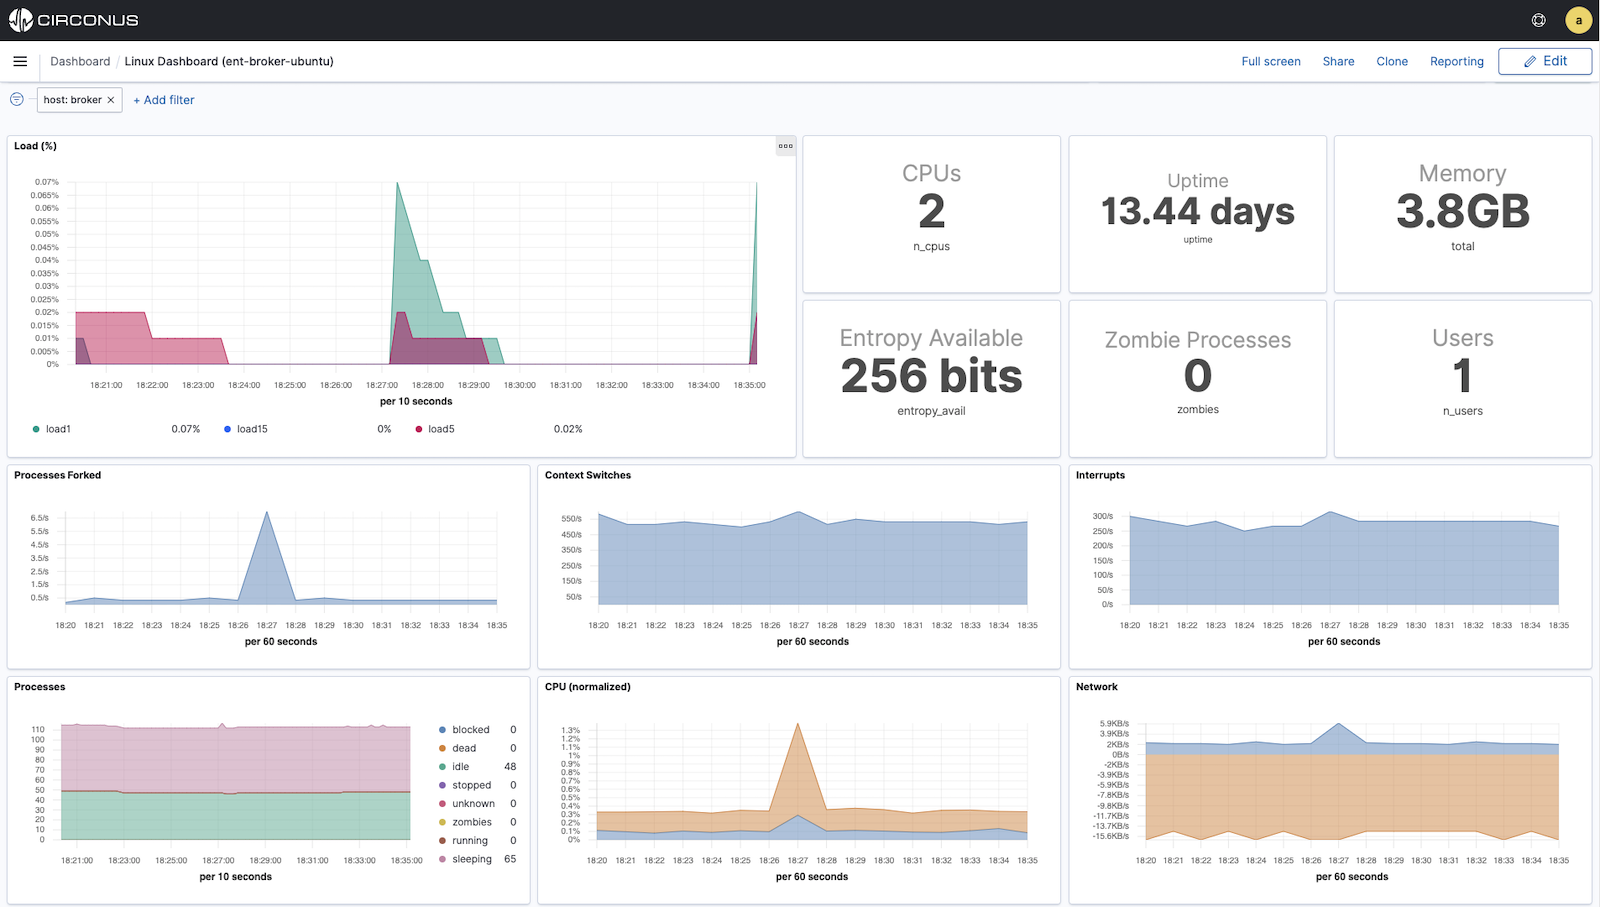 CIRCONUS
a
Dashboard / Linux Dashboard (ent-broker-ubuntu)
Full screen Share Clone Reporting Edit
host: broker × + Add filter
Load (%)
0.07%
0.065%
0.06%
0.055%
0.05%
0.045%
0.04%
0.035%
0.03%
0.025%
0.02%
0.015%
0.01%
0.005%
0%
18:21:00 18:22:00 18:23:00 18:24:00 18:25:00 18:26:00 18:27:00 18:28:00 18:29:00 18:30:00 18:31:00 18:32:00 18:33:00 18:34:00 18:35:00
per 10 seconds
load1 0.07% load15 0% load5 0.02%
CPUs
2
n_cpus
Uptime
13.44 days
uptime
Memory
3.8GB
total
Entropy Available
256 bits
entropy_avail
Zombie Processes
0
zombies
Users
1
n_users
Processes Forked
6.5/s
5.5/s
4.5/s
3.5/s
2.5/s
1.5/s
0.5/s
18:20 18:21 18:22 18:23 18:24 18:25 18:26 18:27 18:28 18:29 18:30 18:31 18:32 18:33 18:34 18:35
per 60 seconds
Context Switches
550/s
450/s
350/s
250/s
150/s
50/s
18:20 18:21 18:22 18:23 18:24 18:25 18:26 18:27 18:28 18:29 18:30 18:31 18:32 18:33 18:34 18:35
per 60 seconds
Interrupts
300/s
250/s
200/s
150/s
100/s
50/s
0/s
18:20 18:21 18:22 18:23 18:24 18:25 18:26 18:27 18:28 18:29 18:30 18:31 18:32 18:33 18:34 18:35
per 60 seconds
Processes
110
100
90
80
70
60
50
40
30
20
10
0
18:21:00 18:23:00 18:25:00 18:27:00 18:29:00 18:31:00 18:33:00 18:35:00
per 10 seconds
blocked 0
dead 0
idle 48
stopped 0
unknown 0
zombies 0
running 0
sleeping 65
CPU (normalized)
1.3%
1.2%
1.1%
1%
0.9%
0.8%
0.7%
0.6%
0.5%
0.4%
0.3%
0.2%
0.1%
0%
18:20 18:21 18:22 18:23 18:24 18:25 18:26 18:27 18:28 18:29 18:30 18:31 18:32 18:33 18:34 18:35
per 60 seconds
Network
5.9KB/s
3.9KB/s
2KB/s
0B/s
-2KB/s
-3.9KB/s
-5.9KB/s
-7.8KB/s
-9.8KB/s
-11.7KB/s
-13.7KB/s
-15.6KB/s
18:20 18:21 18:22 18:23 18:24 18:25 18:26 18:27 18:28 18:29 18:30 18:31 18:32 18:33 18:34 18:35
per 60 seconds